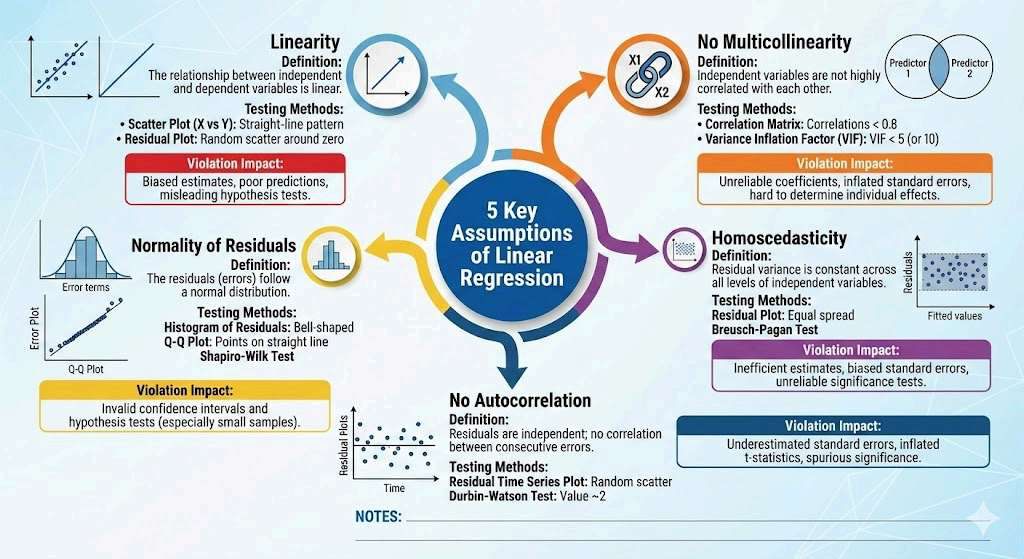 5 Key
Assumptions
of Linear
Regression
Linearity
Definition:
The relationship between independent
and dependent variables is linear.
Testing Methods:
• Scatter Plot (X vs Y): Straight-line pattern
• Residual Plot: Random scatter around zero
Violation Impact:
Biased estimates, poor predictions,
misleading hypothesis tests.
No Multicollinearity
Definition:
Independent variables are not highly
correlated with each other.
Testing Methods:
• Correlation Matrix: Correlations < 0.8
• Variance Inflation Factor (VIF): VIF < 5 (or 10)
X1
X2
Predictor
1
Predictor
2
Violation Impact:
Unreliable coefficients, inflated standard errors,
hard to determine individual effects.
Normality of Residuals
Definition:
The residuals (errors) follow
a normal distribution.
Testing Methods:
Histogram of Residuals: Bell-shaped
Q-Q Plot: Points on straight line
Shapiro-Wilk Test
Error terms
Error Plot
Q-Q Plot
Violation Impact:
Invalid confidence intervals and
hypothesis tests (especially small samples).
Homoscedasticity
Definition:
Residual variance is constant across
all levels of independent variables.
Testing Methods:
Residual Plot: Equal spread
Breusch-Pagan Test
Residuals
Fitted values
Violation Impact:
Inefficient estimates, biased standard errors,
unreliable significance tests.
No Autocorrelation
Definition:
Residuals are independent; no correlation
between consecutive errors.
Testing Methods:
Residual Time Series Plot: Random scatter
Durbin-Watson Test: Value ~2
Residual Plots
Time
Violation Impact:
Underestimated standard errors, inflated
t-statistics, spurious significance.
NOTES: